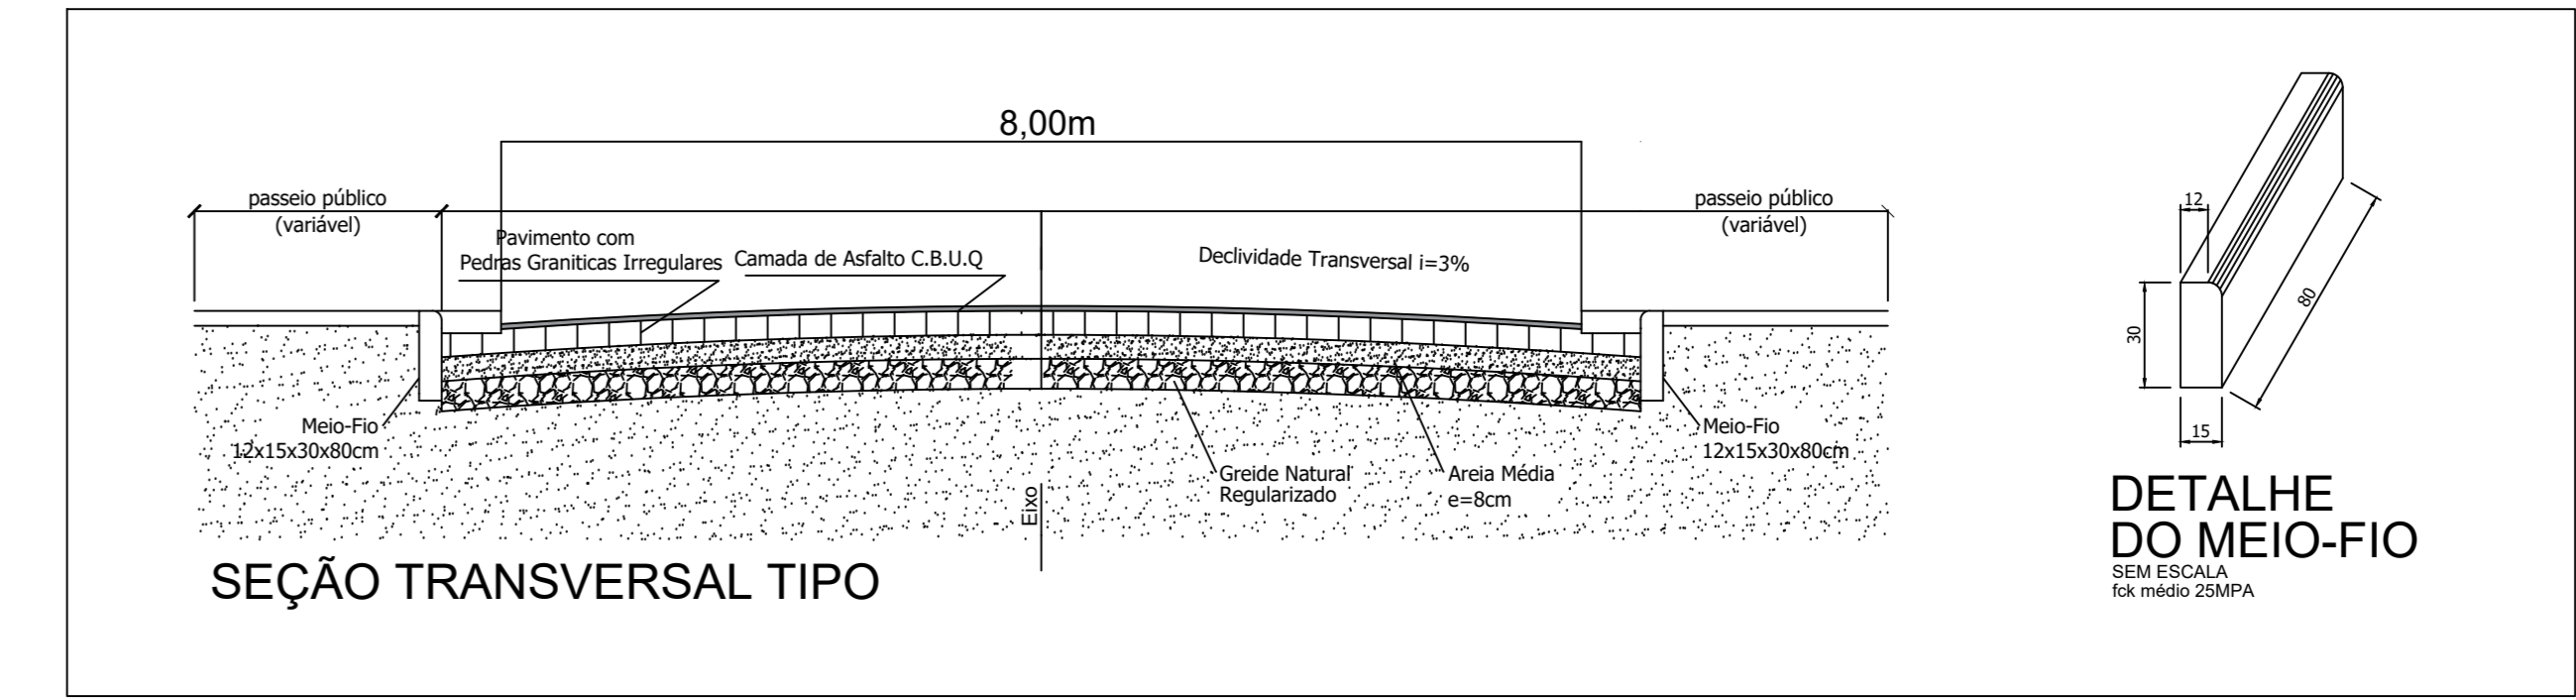 8,00m
passeio público
(variável)
passeio público
(variável)
Pavimento com
Pedras Graniticas Irregulares
Camada de Asfalto C.B.U.Q
Declividade Transversal i=3%
Meio-Fio
12x15x30x80cm
Eixo
Greide Natural
Regularizado
Areia Média
e=8cm
Meio-Fio
12x15x30x80cm
SEÇÃO TRANSVERSAL TIPO
12
30
80
15
DETALHE
DO MEIO-FIO
SEM ESCALA
fck médio 25MPA